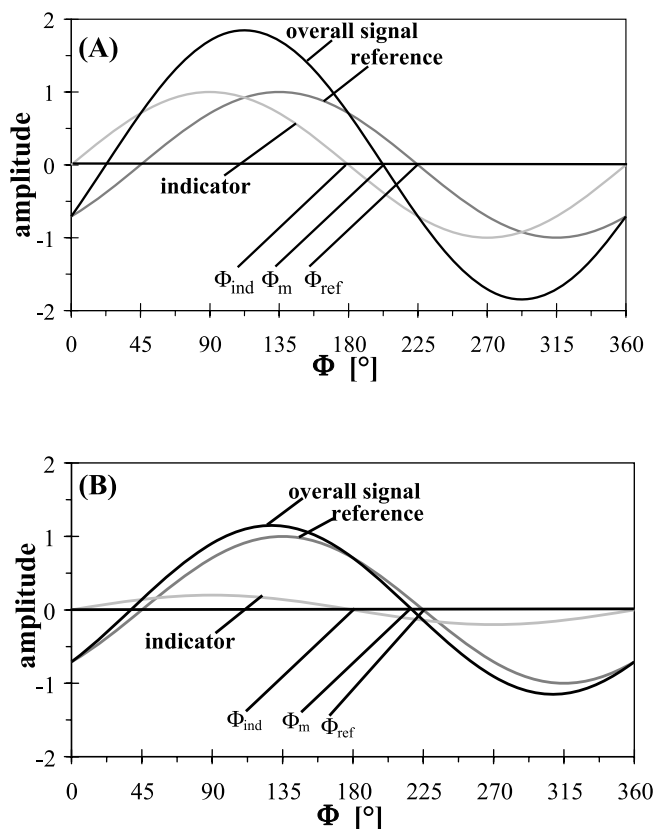 2
(A)
overall signal
reference
1
0
indicator
-1
Φind Φm Φref
-2
0 45 90 135 180 225 270 315 360
Φ [°]
amplitude
2
(B)
overall signal
reference
1
0
indicator
-1
Φind Φm Φref
-2
0 45 90 135 180 225 270 315 360
Φ [°]
amplitude